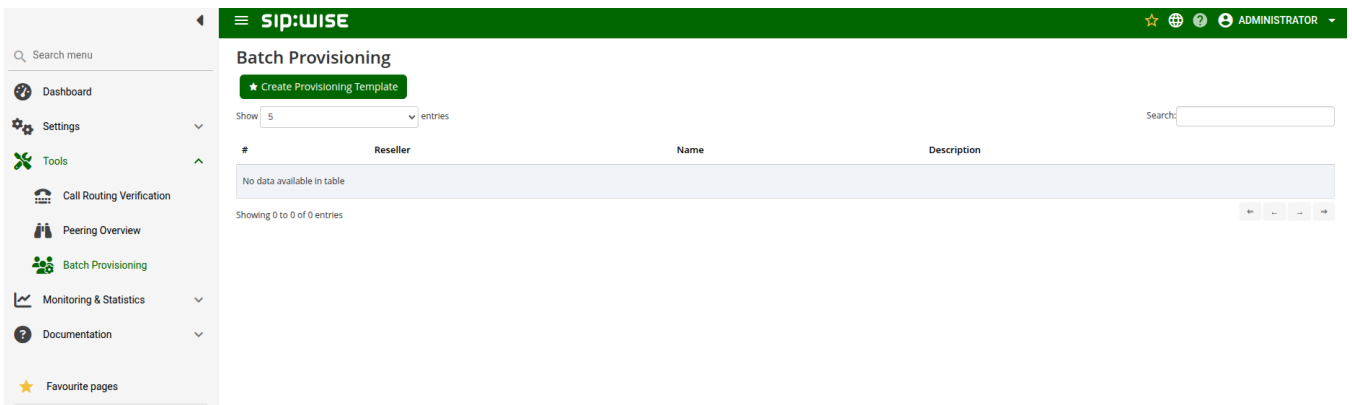 sip:wise
ADMINISTRATOR
Search menu
Dashboard
Settings
Tools
Call Routing Verification
Peering Overview
Batch Provisioning
Monitoring & Statistics
Documentation
Favourite pages
Batch Provisioning
Create Provisioning Template
Show 5 entries
Search:
# Reseller Name Description
No data available in table
Showing 0 to 0 of 0 entries